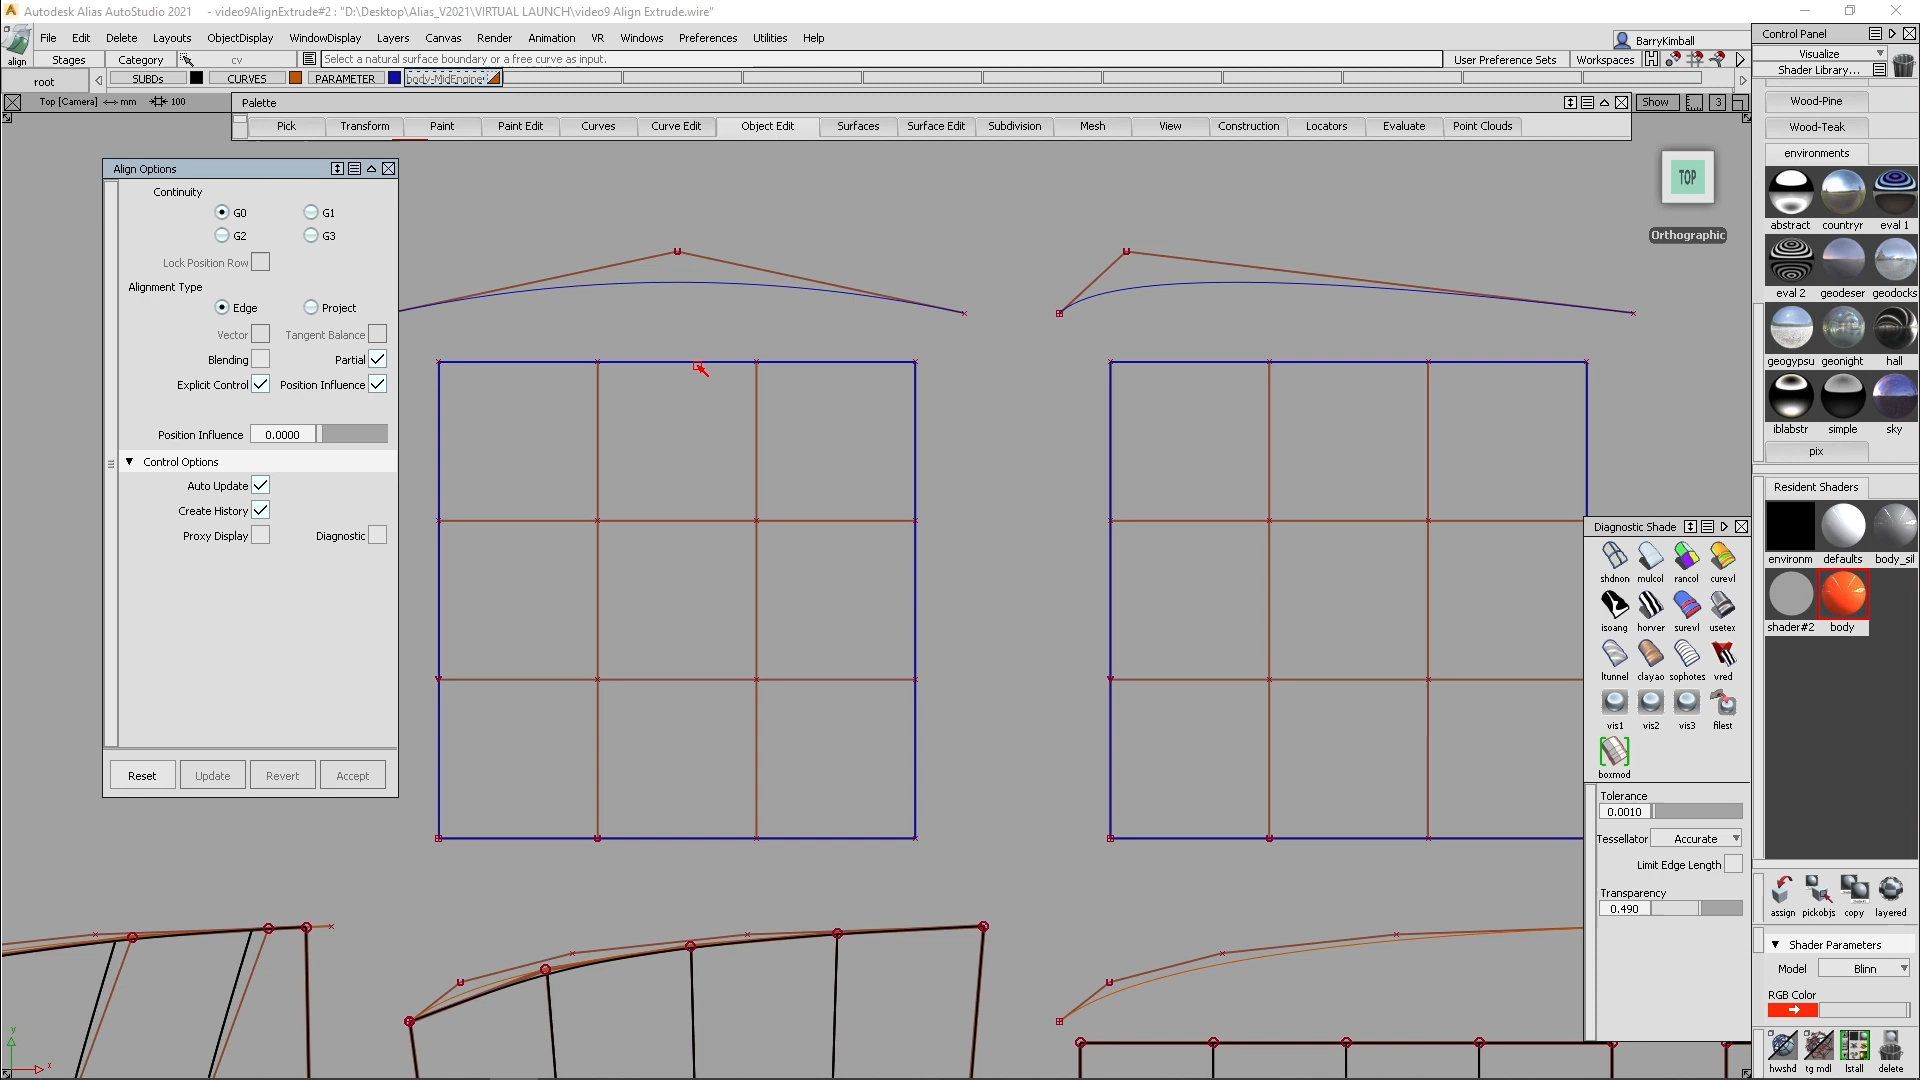 Autodesk Alias AutoStudio 2021 - video9AlignExtrude#2 : "D:\Desktop\Alias_V2021\VIRTUAL LAUNCH\video9 Align Extrude.wire"
File Edit Delete Layouts ObjectDisplay WindowDisplay Layers Canvas Render Animation VR Windows Preferences Utilities Help
BarryKimball
align Stages Category cv Select a natural surface boundary or a free curve as input. User Preference Sets Workspaces
root SUBDs CURVES PARAMETER body-MidEngine
Top [Camera] mm 100
Palette
Show 3
Pick Transform Paint Paint Edit Curves Curve Edit Object Edit Surfaces Surface Edit Subdivision Mesh View Construction Locators Evaluate Point Clouds
Align Options
Continuity
G0 G1
G2 G3
Lock Position Row
Alignment Type
Edge Project
Vector Tangent Balance
Blending Partial
Explicit Control Position Influence
Position Influence 0.0000
Control Options
Auto Update
Create History
Proxy Display Diagnostic
Reset Update Revert Accept
TOP
Orthographic
Control Panel
Visualize
Shader Library...
Wood-Pine
Wood-Teak
environments
abstract countryr eval 1
eval 2 geodeser geodocks
geogypsu geonight hall
iblabstr simple sky
pix
Resident Shaders
environm defaults body_sil
shader#2 body
Diagnostic Shade
shdnon mulcol rancol curevl
isoang horver surevl usetex
ltunnel clayao sophotes vred
vis1 vis2 vis3 filest
boxmod
Tolerance
0.0010
Tessellator Accurate
Limit Edge Length
Transparency
0.490
assign pickobjs copy layered
Shader Parameters
Model Blinn
RGB Color
hwshd tg mdl lstall delete
y
x